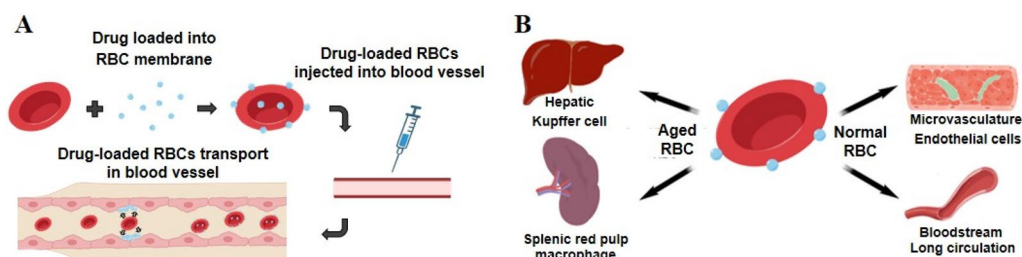 A
Drug loaded into
RBC membrane
Drug-loaded RBCs
injected into blood vessel
Drug-loaded RBCs transport
in blood vessel
B
Hepatic
Kupffer cell
Aged
RBC
Normal
RBC
Microvasculature
Endothelial cells
Splenic red pulp
macrophage
Bloodstream
Long circulation